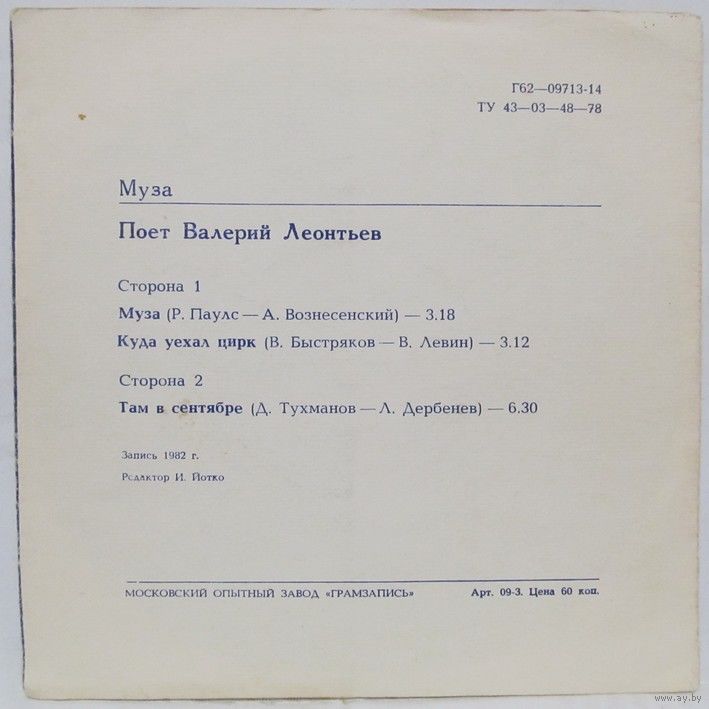 Г62—09713-14
ТУ 43—03—48—78
Муза
Поет Валерий Леонтьев
Сторона 1
Муза (Р. Паулс — А. Вознесенский) — 3.18
Куда уехал цирк (В. Быстряков — В. Левин) — 3.12
Сторона 2
Там в сентябре (Д. Тухманов — Л. Дербенев) — 6.30
Запись 1982 г.
Редактор И. Йотко
МОСКОВСКИЙ ОПЫТНЫЙ ЗАВОД «ГРАМЗАПИСЬ» Арт. 09-3. Цена 60 коп.
www.ay.by